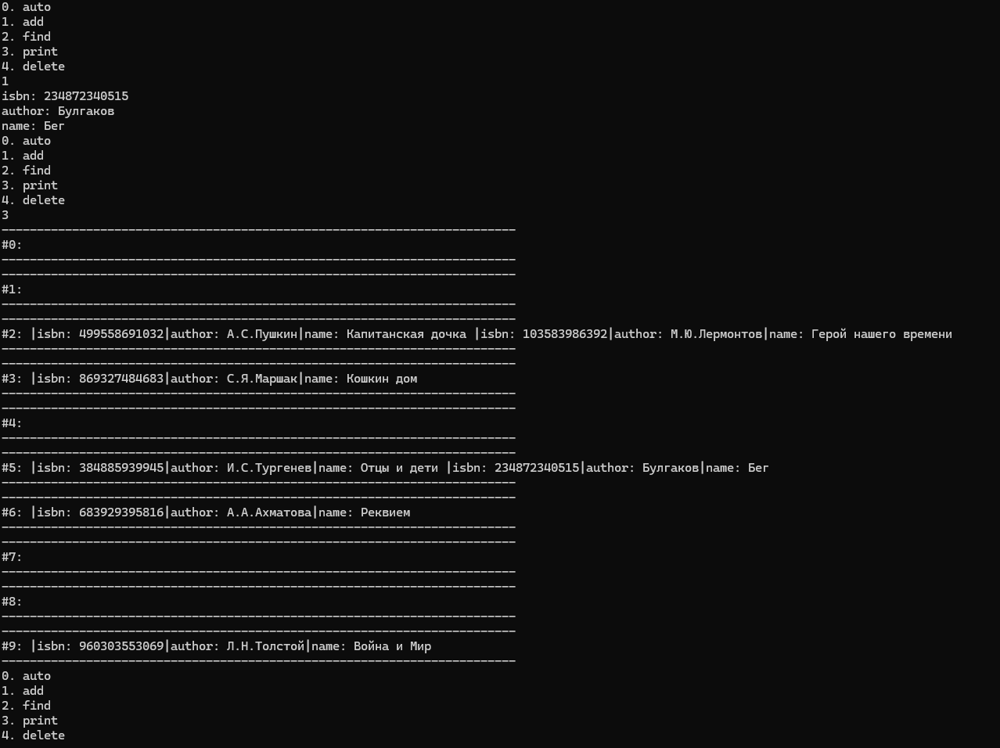 0. auto
1. add
2. find
3. print
4. delete
1
isbn: 234872340515
author: Булгаков
name: Бег
0. auto
1. add
2. find
3. print
4. delete
3
-------------------------------------------------------------------------
#0:
-------------------------------------------------------------------------
-------------------------------------------------------------------------
#1:
-------------------------------------------------------------------------
-------------------------------------------------------------------------
#2: |isbn: 499558691032|author: А.С.Пушкин|name: Капитанская дочка |isbn: 103583986392|author: М.Ю.Лермонтов|name: Герой нашего времени
-------------------------------------------------------------------------
-------------------------------------------------------------------------
#3: |isbn: 869327484683|author: С.Я.Маршак|name: Кошкин дом
-------------------------------------------------------------------------
-------------------------------------------------------------------------
#4:
-------------------------------------------------------------------------
-------------------------------------------------------------------------
#5: |isbn: 384885939945|author: И.С.Тургенев|name: Отцы и дети |isbn: 234872340515|author: Булгаков|name: Бег
-------------------------------------------------------------------------
-------------------------------------------------------------------------
#6: |isbn: 683929395816|author: А.А.Ахматова|name: Реквием
-------------------------------------------------------------------------
-------------------------------------------------------------------------
#7:
-------------------------------------------------------------------------
-------------------------------------------------------------------------
#8:
-------------------------------------------------------------------------
-------------------------------------------------------------------------
#9: |isbn: 960303553069|author: Л.Н.Толстой|name: Война и Мир
-------------------------------------------------------------------------
0. auto
1. add
2. find
3. print
4. delete